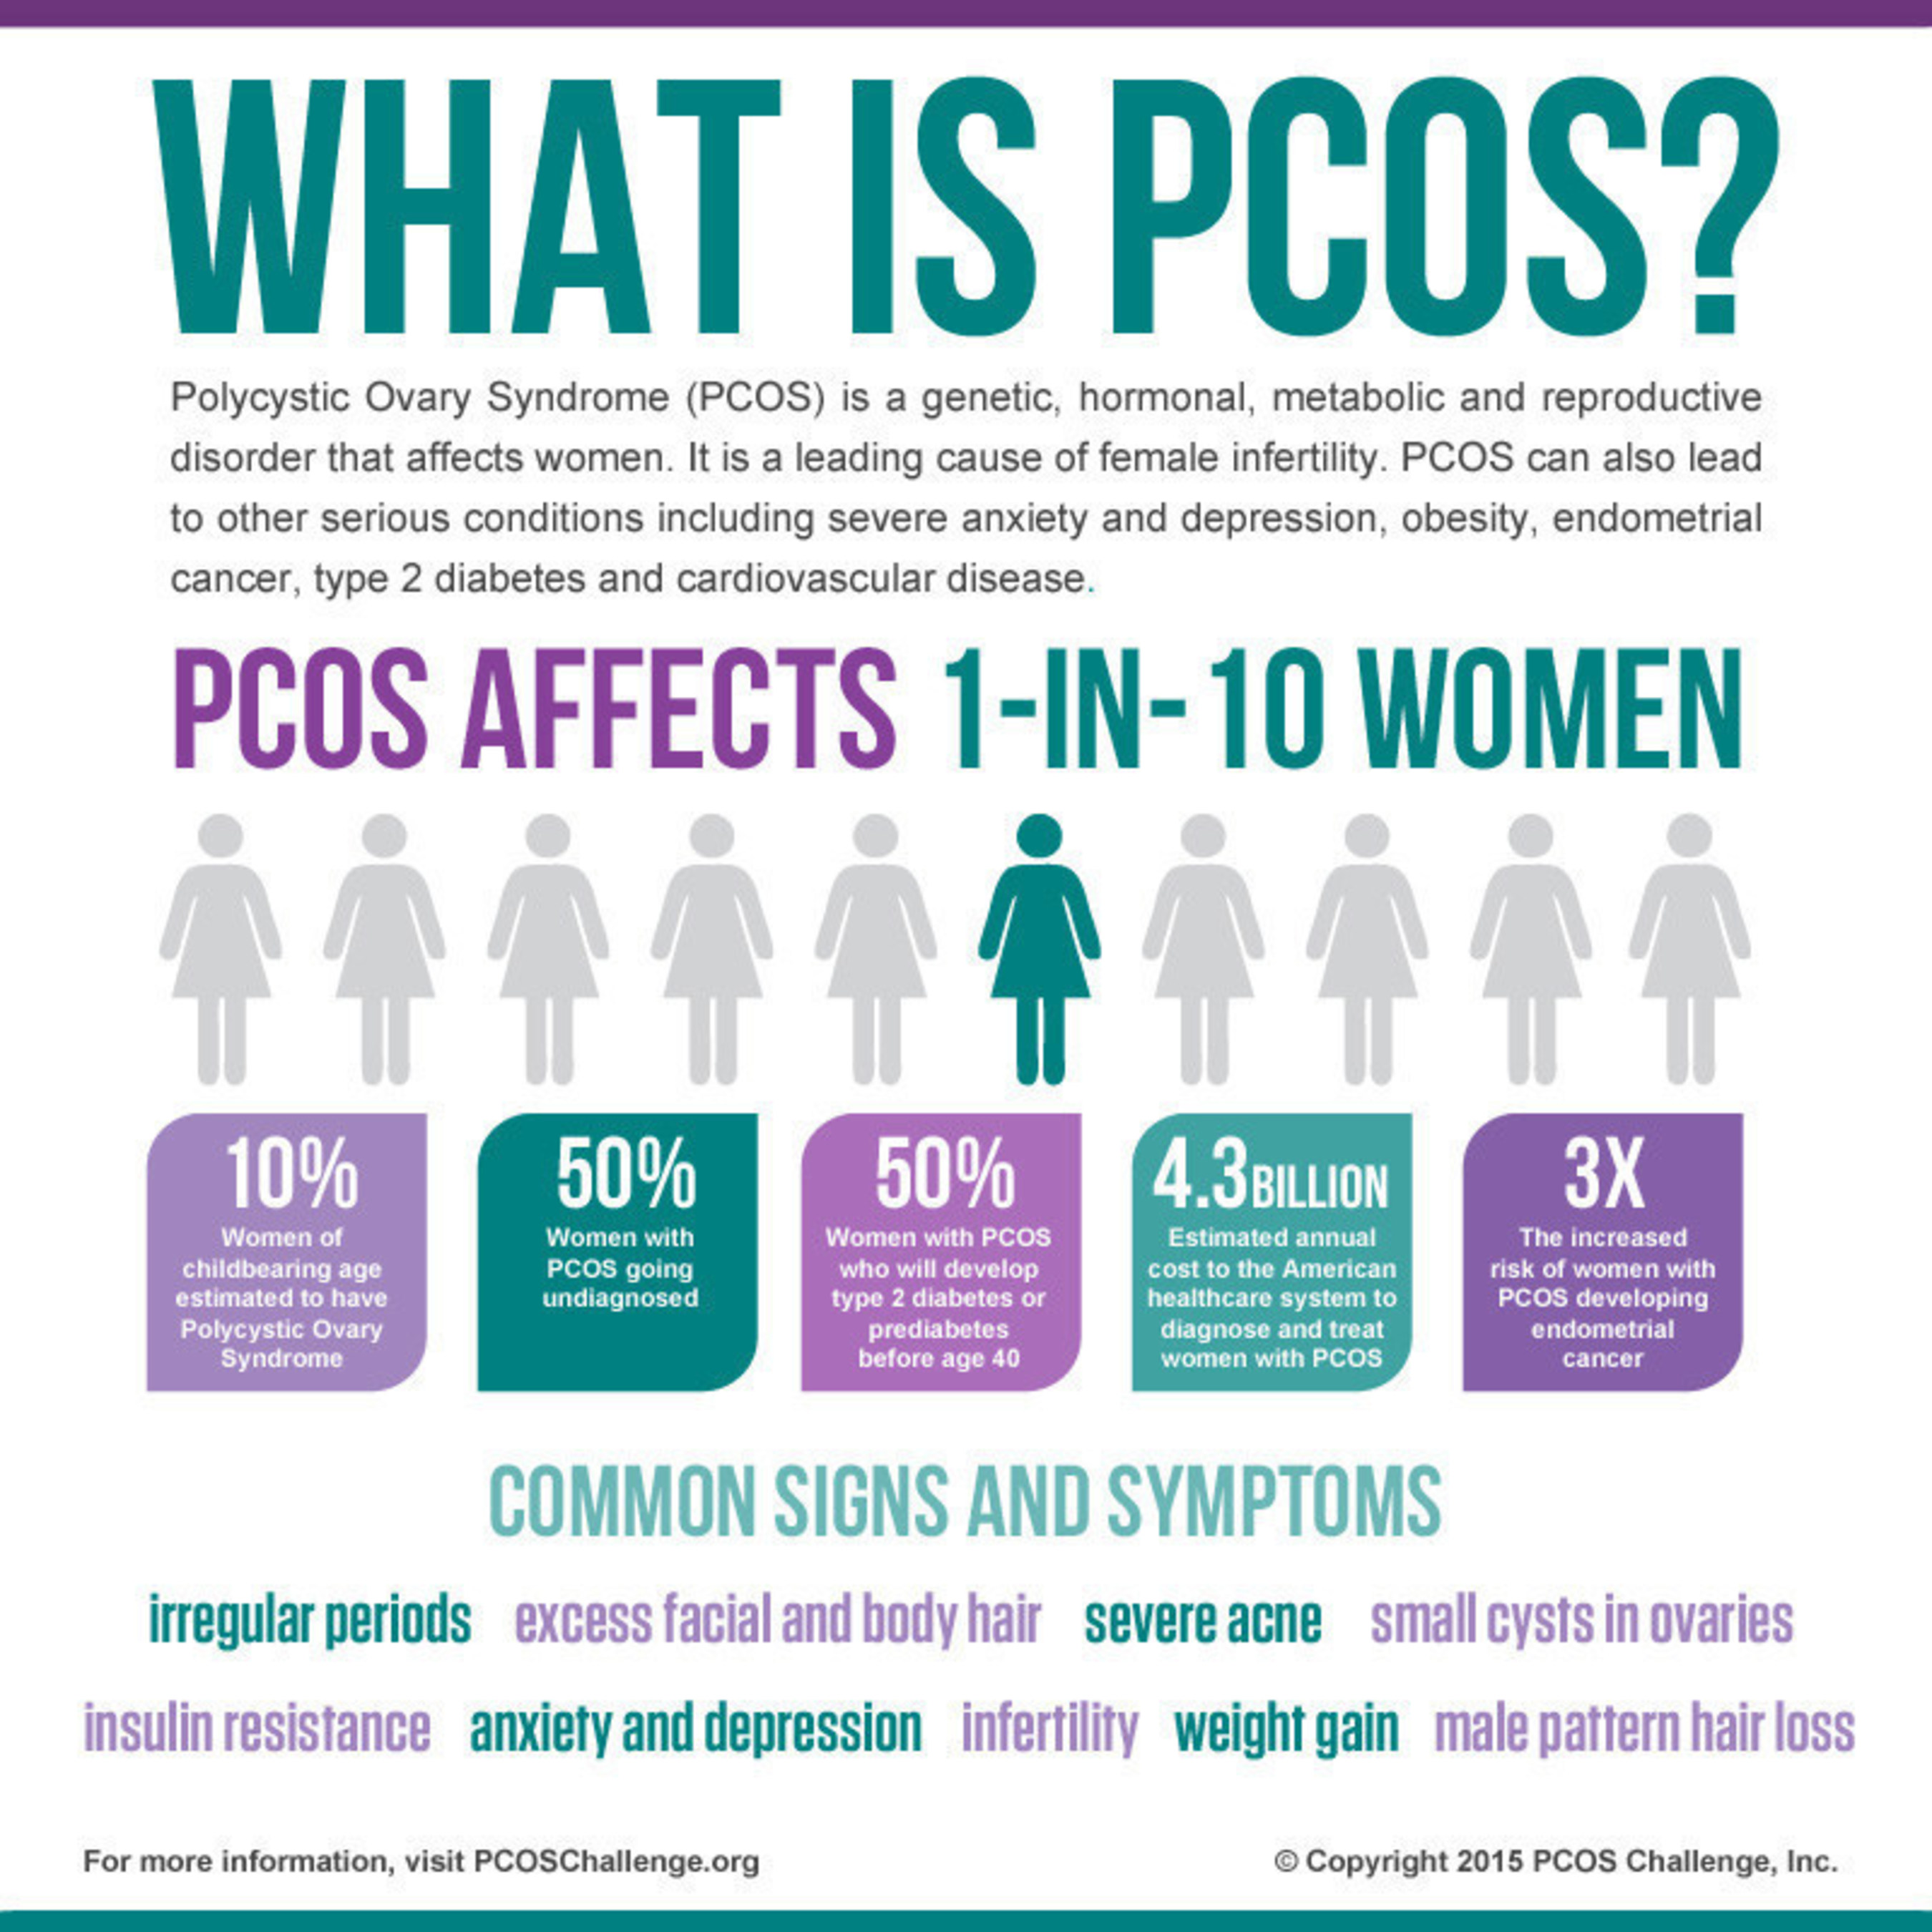 WHAT IS PCOS?
Polycystic Ovary Syndrome (PCOS) is a genetic, hormonal, metabolic and reproductive
disorder that affects women. It is a leading cause of female infertility. PCOS can also lead
to other serious conditions including severe anxiety and depression, obesity, endometrial
cancer, type 2 diabetes and cardiovascular disease.
PCOS AFFECTS 1-IN-10 WOMEN
10%
Women of
childbearing age
estimated to have
Polycystic Ovary
Syndrome
50%
Women with
PCOS going
undiagnosed
50%
Women with PCOS
who will develop
type 2 diabetes or
prediabetes
before age 40
4.3 BILLION
Estimated annual
cost to the American
healthcare system to
diagnose and treat
women with PCOS
3X
The increased
risk of women with
PCOS developing
endometrial
cancer
COMMON SIGNS AND SYMPTOMS
irregular periods excess facial and body hair severe acne small cysts in ovaries
insulin resistance anxiety and depression infertility weight gain male pattern hair loss
For more information, visit PCOSChallenge.org
© Copyright 2015 PCOS Challenge, Inc.